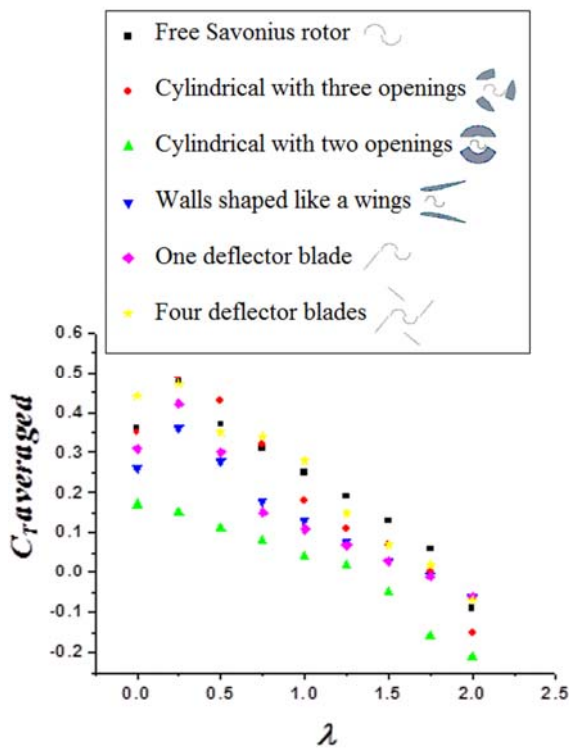 Free Savonius rotor
Cylindrical with three openings
Cylindrical with two openings
Walls shaped like a wings
One deflector blade
Four deflector blades
0.6
0.5
0.4
0.3
0.2
0.1
0.0
-0.1
-0.2
CTaveraged
0.0 0.5 1.0 1.5 2.0 2.5
λ